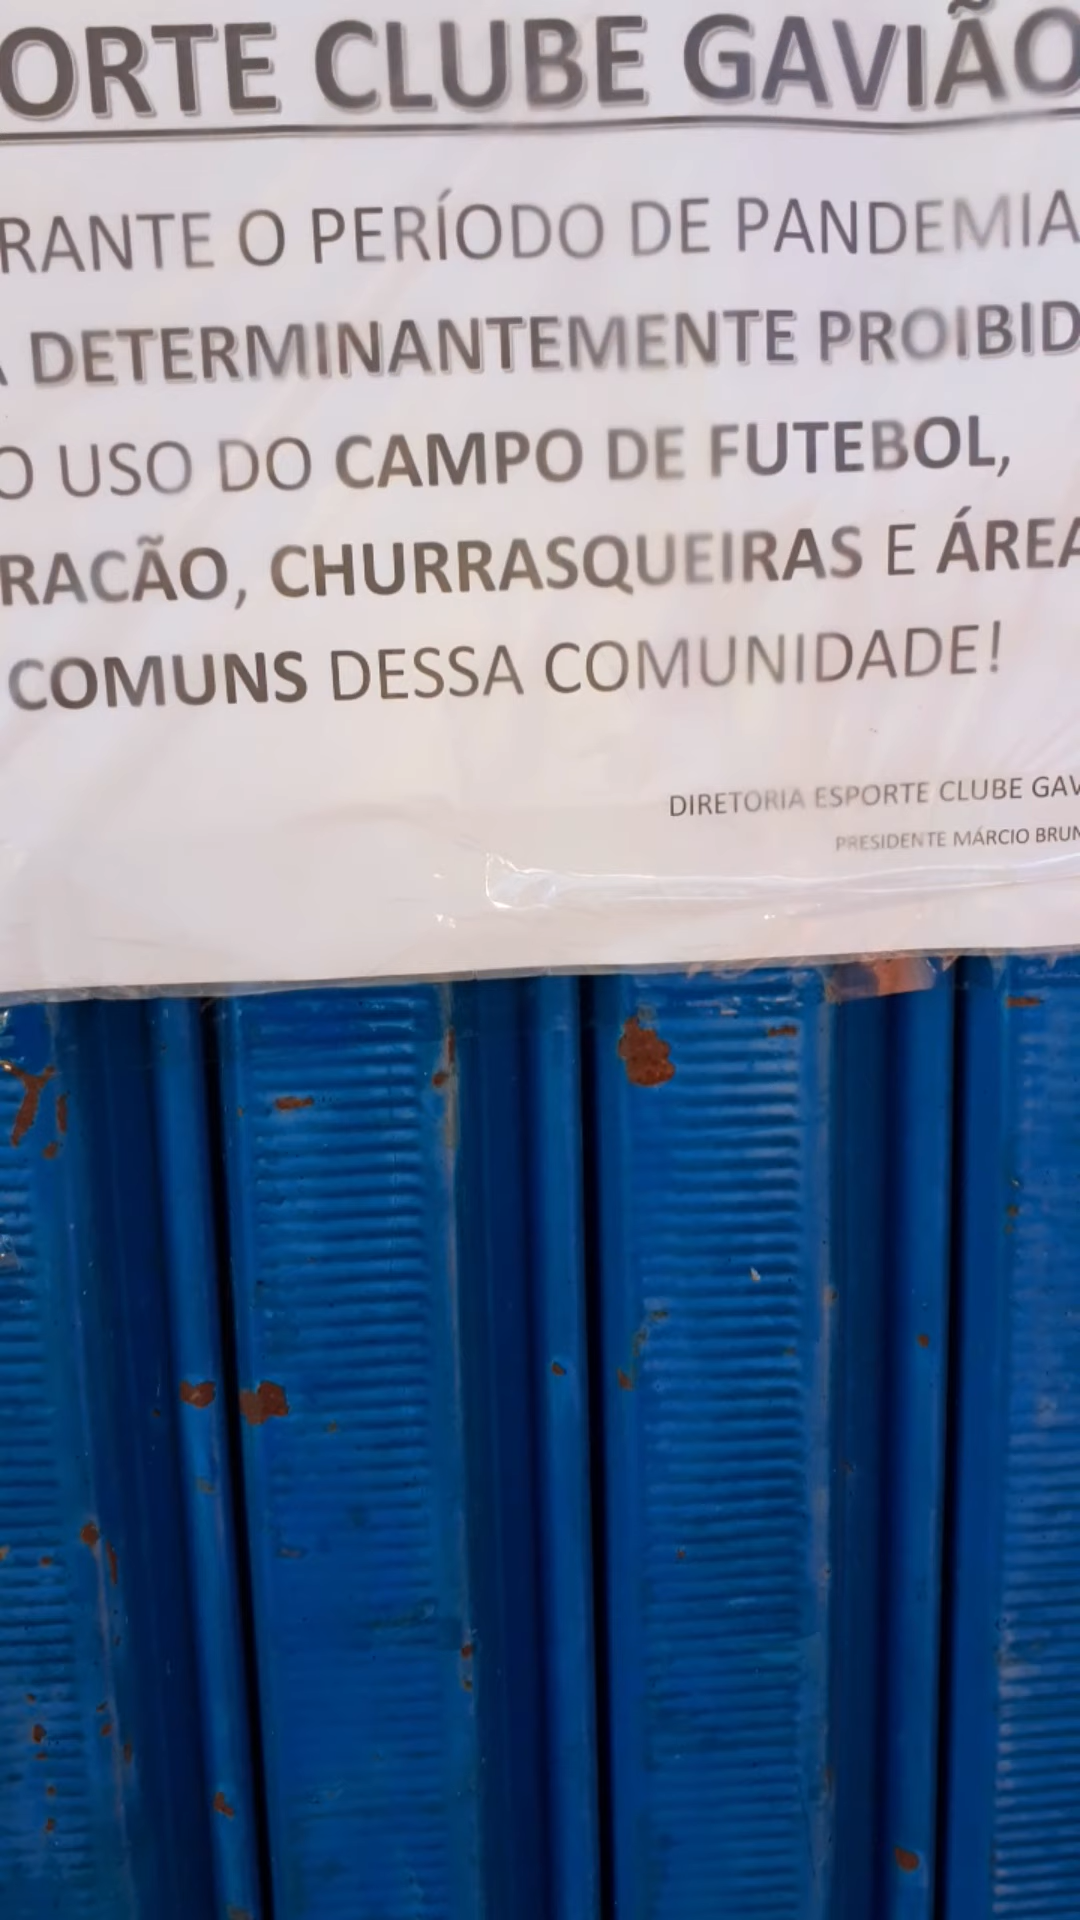 ORTE CLUBE GAVIÃO
RANTE O PERÍODO DE PANDEMIA
A DETERMINANTEMENTE PROIBID
O USO DO CAMPO DE FUTEBOL,
RACÃO, CHURRASQUEIRAS E ÁREA
COMUNS DESSA COMUNIDADE!
DIRETORIA ESPORTE CLUBE GAV
PRESIDENTE MÁRCIO BRUN